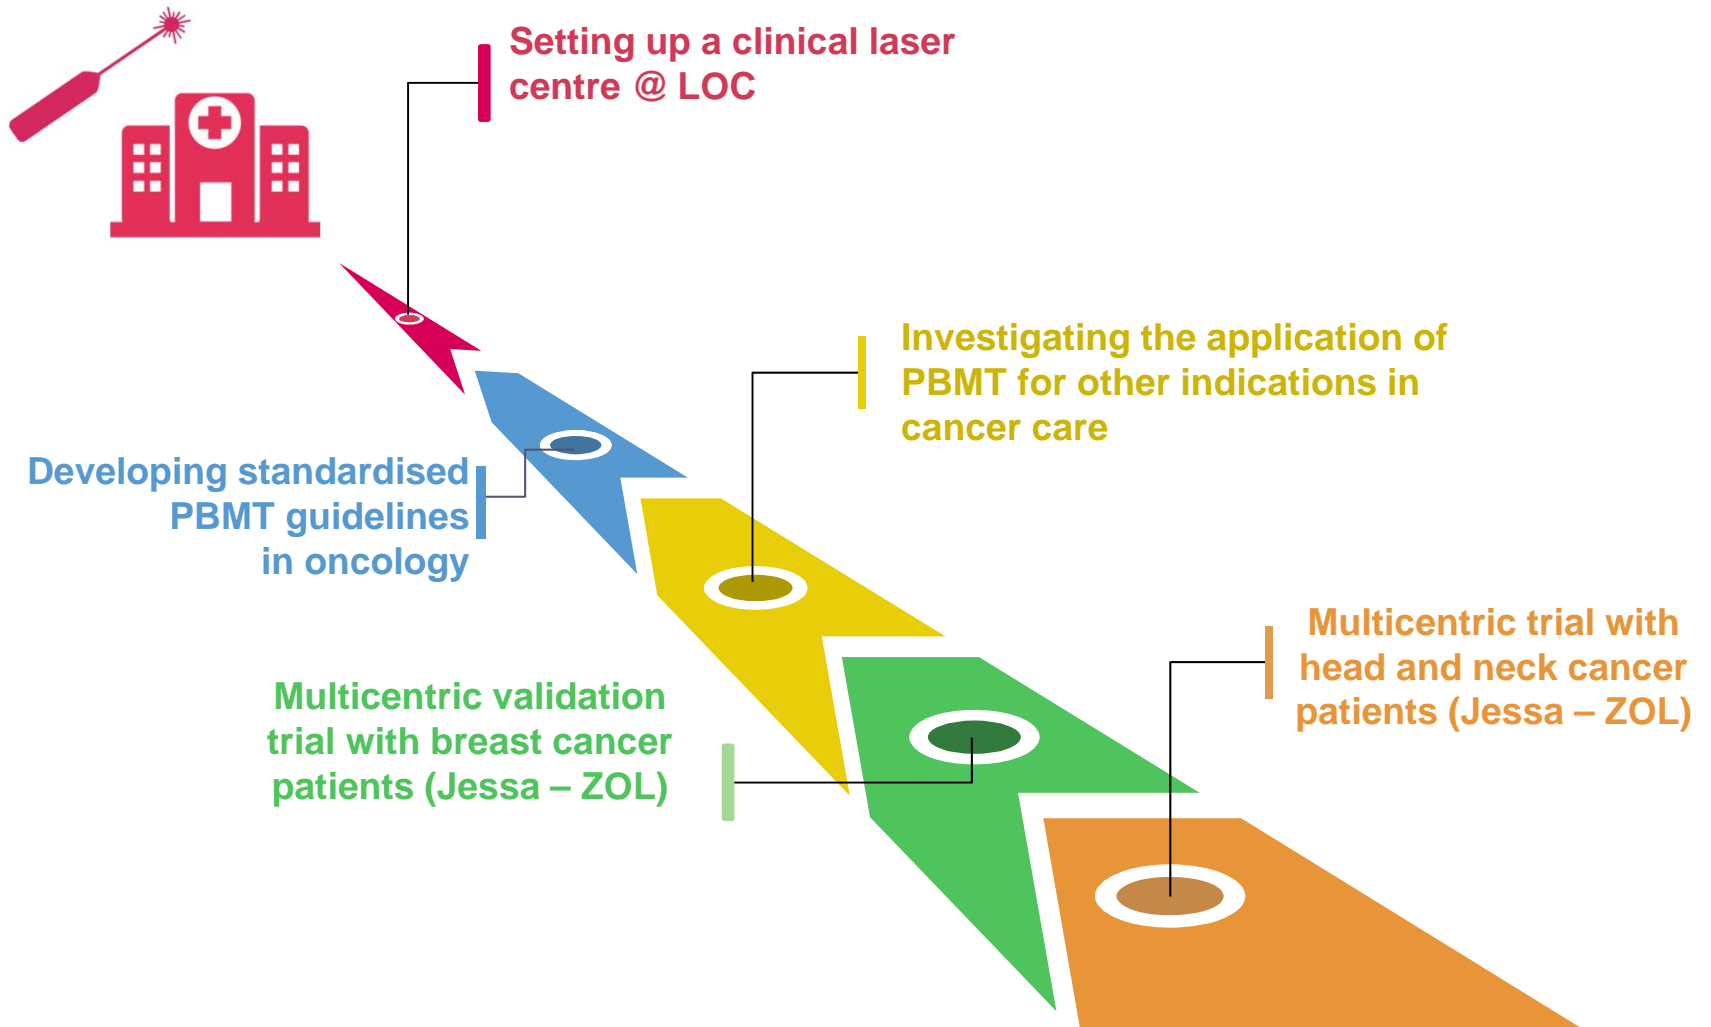 Setting up a clinical laser
centre @ LOC
Investigating the application of
PBMT for other indications in
cancer care
Developing standardised
PBMT guidelines
in oncology
Multicentric trial with
head and neck cancer
patients (Jessa – ZOL)
Multicentric validation
trial with breast cancer
patients (Jessa – ZOL)